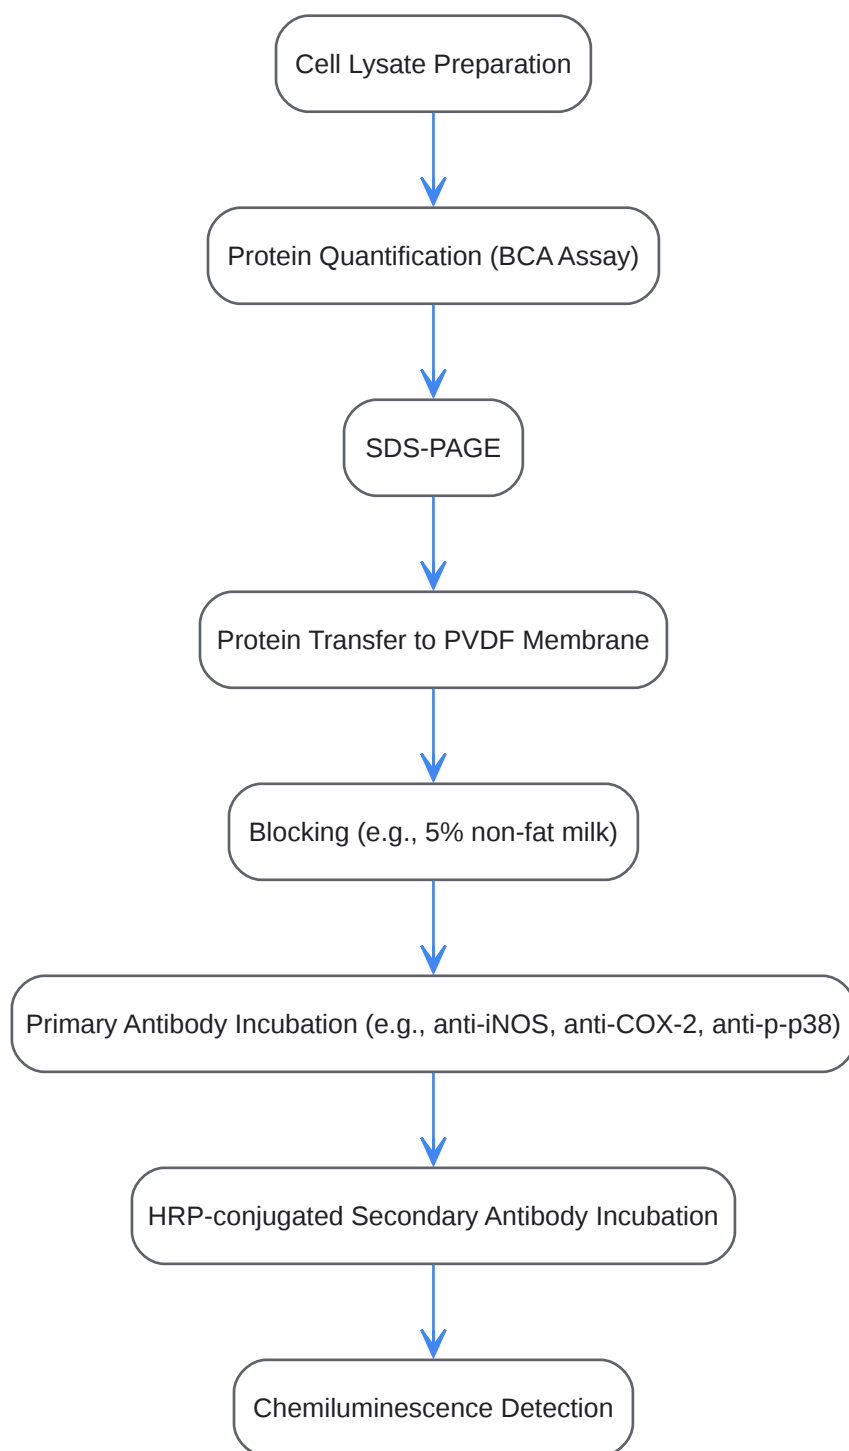 Cell Lysate Preparation
Protein Quantification (BCA Assay)
SDS-PAGE
Protein Transfer to PVDF Membrane
Blocking (e.g., 5% non-fat milk)
Primary Antibody Incubation (e.g., anti-iNOS, anti-COX-2, anti-p-p38)
HRP-conjugated Secondary Antibody Incubation
Chemiluminescence Detection